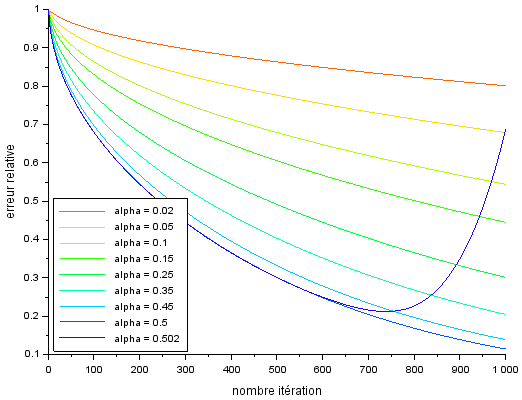 1
0.9
0.8
0.7
0.6
0.5
0.4
0.3
0.2
0.1
erreur relative
alpha = 0.02
alpha = 0.05
alpha = 0.1
alpha = 0.15
alpha = 0.25
alpha = 0.35
alpha = 0.45
alpha = 0.5
alpha = 0.502
0 100 200 300 400 500 600 700 800 900 1 000
nombre itération